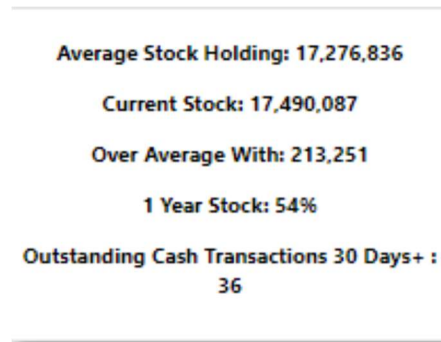 Average Stock Holding: 17,276,836
Current Stock: 17,490,087
Over Average With: 213,251
1 Year Stock: 54%
Outstanding Cash Transactions 30 Days+ :
36